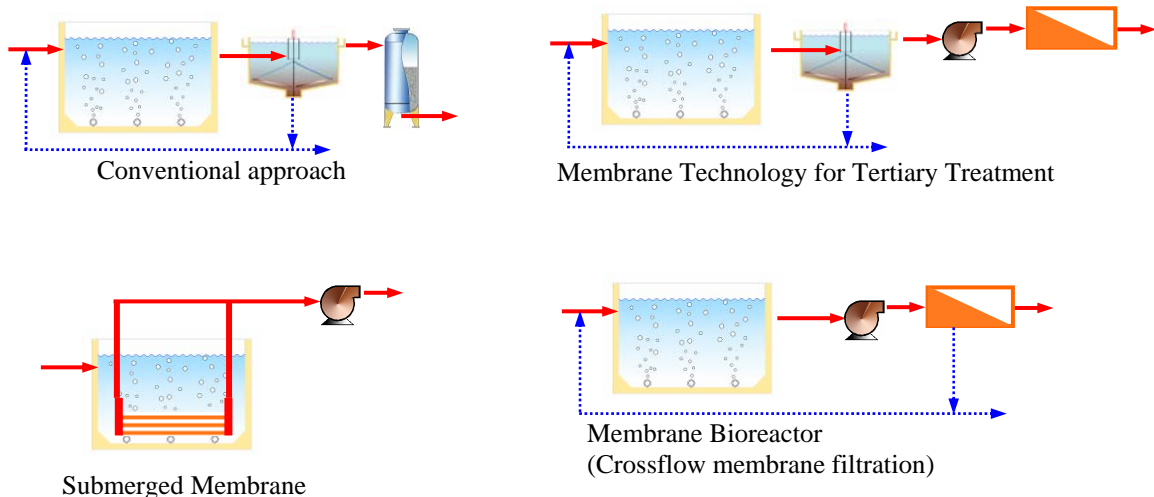 Conventional approach
Membrane Technology for Tertiary Treatment
Submerged Membrane
Membrane Bioreactor
(Crossflow membrane filtration)